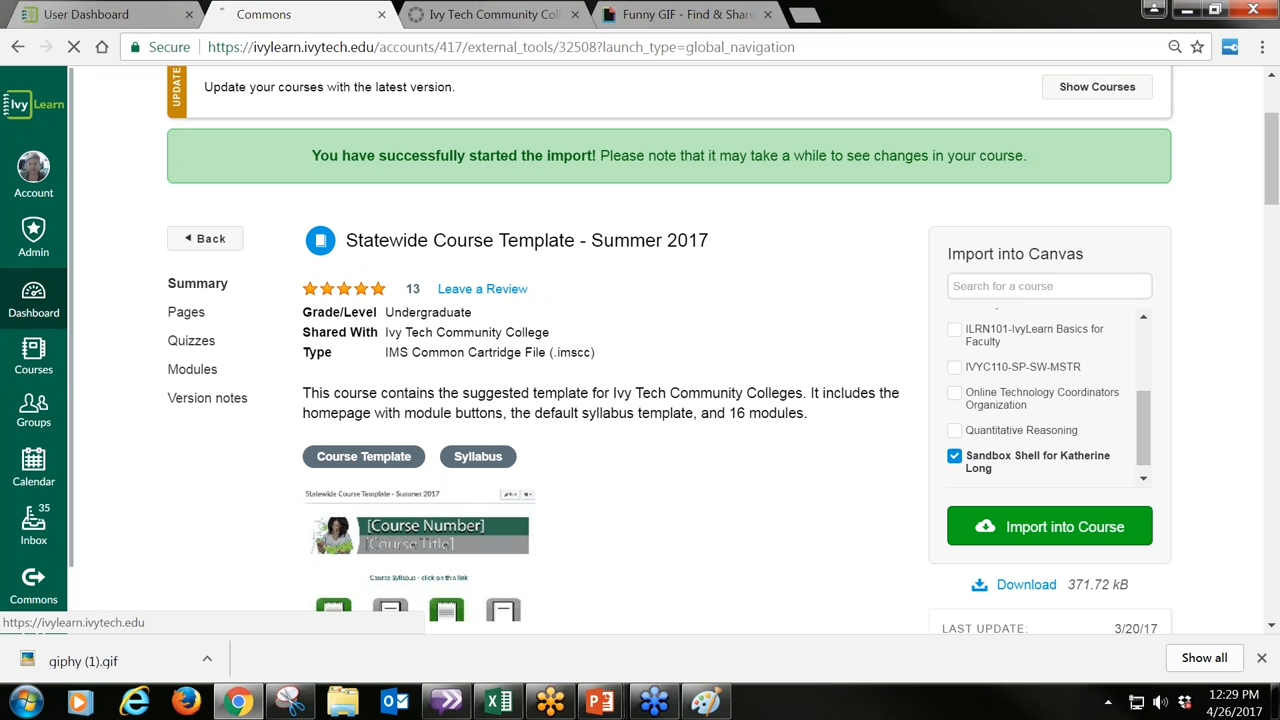 User Dashboard
Commons
Ivy Tech Community Coll
Funny GIF - Find & Share
Secure https://ivylearn.ivytech.edu/accounts/417/external_tools/32508?launch_type=global_navigation
Ivy Learn
Account
Admin
Dashboard
Courses
Groups
Calendar
35
Inbox
Commons
UPDATE
Update your courses with the latest version.
Show Courses
You have successfully started the import! Please note that it may take a while to see changes in your course.
Back
Summary
Pages
Quizzes
Modules
Version notes
Statewide Course Template - Summer 2017
13 Leave a Review
Grade/Level Undergraduate
Shared With Ivy Tech Community College
Type IMS Common Cartridge File (.imscc)
This course contains the suggested template for Ivy Tech Community Colleges. It includes the
homepage with module buttons, the default syllabus template, and 16 modules.
Course Template Syllabus
Statewide Course Template - Summer 2017
[Course Number]
[Course Title]
Course Syllabus - click on this link
Import into Canvas
Search for a course
ILRN101-IvyLearn Basics for
Faculty
IVYC110-SP-SW-MSTR
Online Technology Coordinators
Organization
Quantitative Reasoning
Sandbox Shell for Katherine
Long
Import into Course
Download 371.72 kB
LAST UPDATE: 3/20/17
https://ivylearn.ivytech.edu
giphy (1).gif
Show all
12:29 PM
4/26/2017